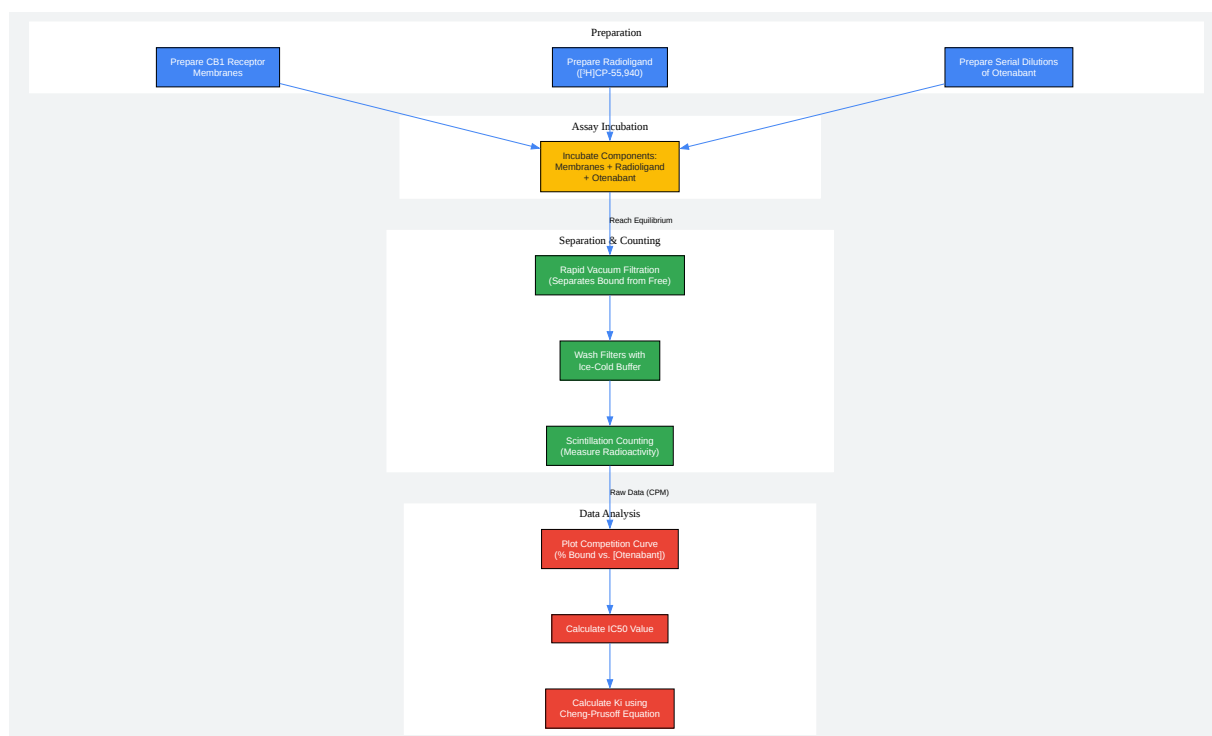 Preparation
Prepare CB1 Receptor
Membranes
Prepare Radioligand
([³H]CP-55,940)
Prepare Serial Dilutions
of Otenabant
Assay Incubation
Incubate Components:
Membranes + Radioligand
+ Otenabant
Reach Equilibrium
Separation & Counting
Rapid Vacuum Filtration
(Separates Bound from Free)
Wash Filters with
Ice-Cold Buffer
Scintillation Counting
(Measure Radioactivity)
Raw Data (CPM)
Data Analysis
Plot Competition Curve
(% Bound vs. [Otenabant])
Calculate IC50 Value
Calculate Ki using
Cheng-Prusoff Equation